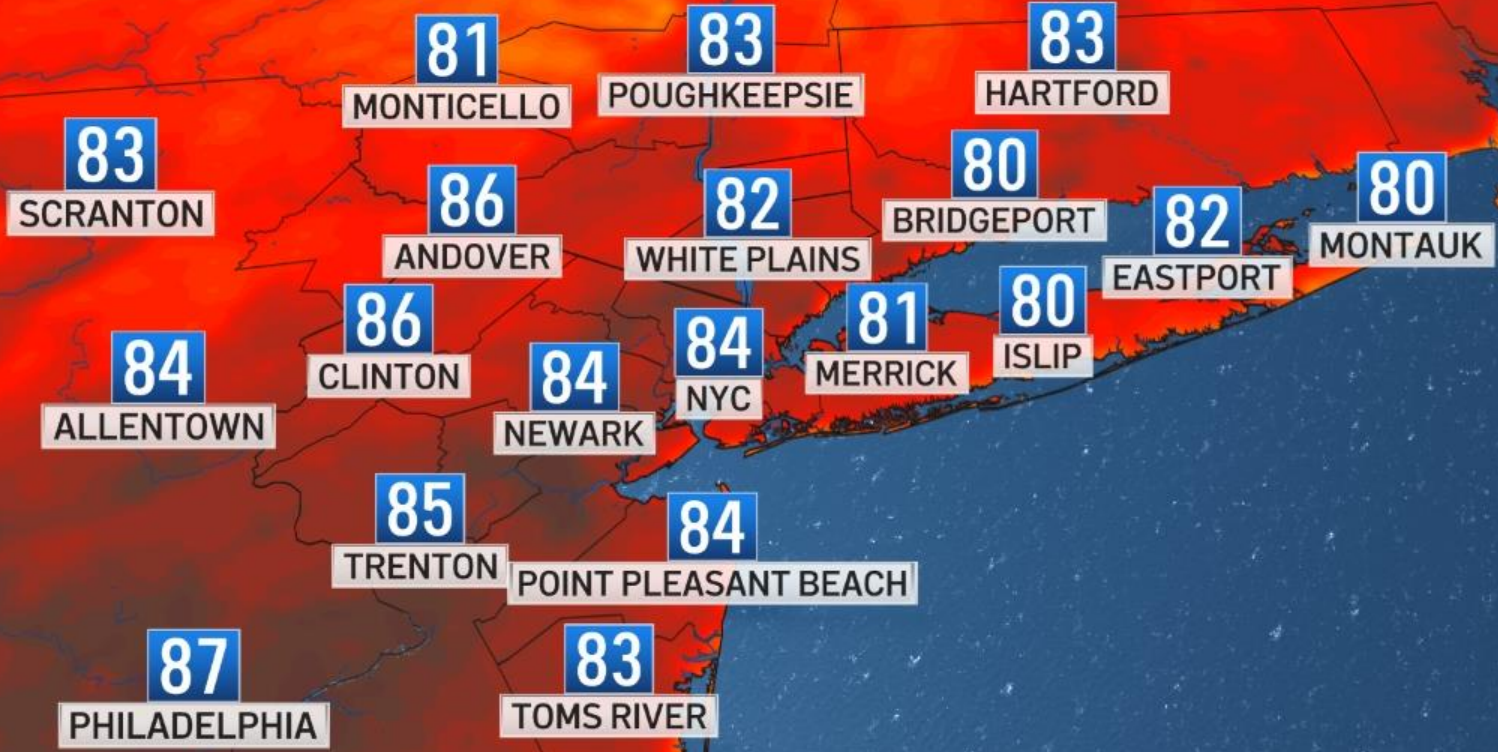 81
MONTICELLO
83
POUGHKEEPSIE
83
HARTFORD
83
SCRANTON
86
ANDOVER
82
WHITE PLAINS
80
BRIDGEPORT
82
EASTPORT
80
MONTAUK
84
ALLENTOWN
86
CLINTON
84
NEWARK
84
NYC
81
MERRICK
80
ISLIP
85
TRENTON
84
POINT PLEASANT BEACH
87
PHILADELPHIA
83
TOMS RIVER